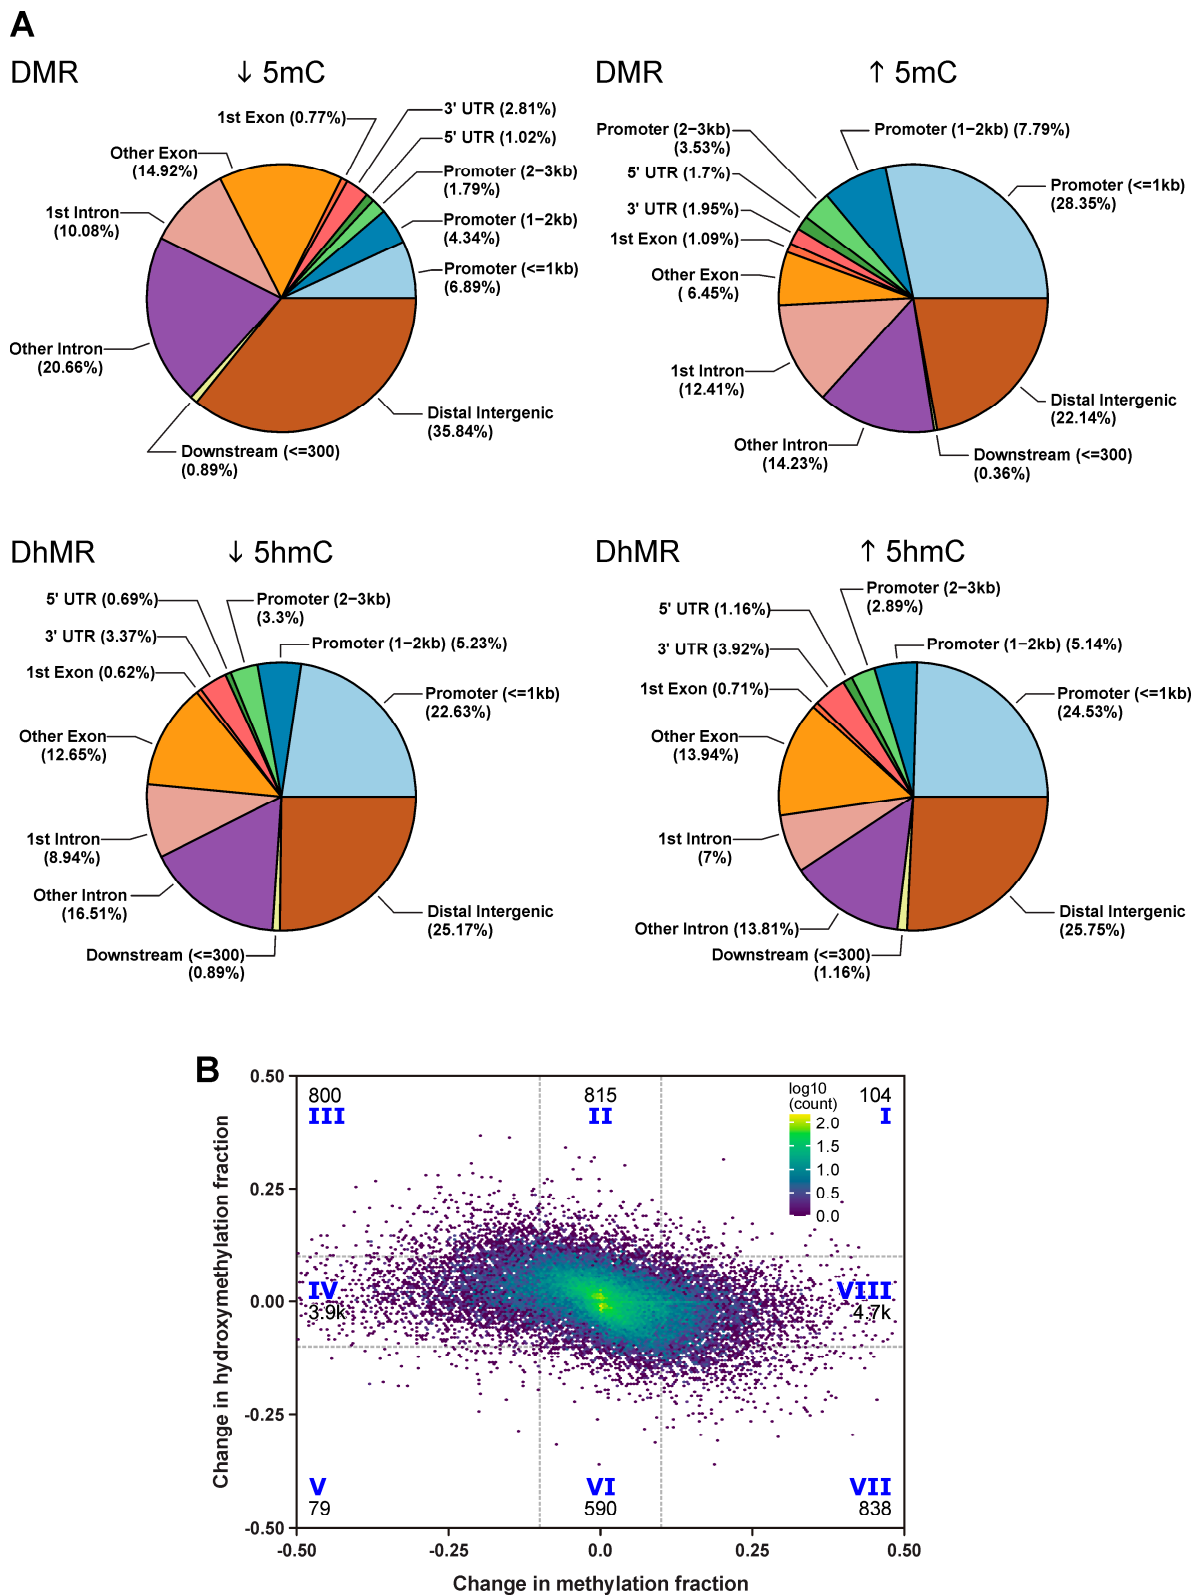 A
DMR
↓ 5mC
1st Exon (0.77%)
3' UTR (2.81%)
5' UTR (1.02%)
Promoter (2-3kb)
(1.79%)
Promoter (1-2kb)
(4.34%)
Promoter (<=1kb)
(6.89%)
Other Exon
(14.92%)
1st Intron
(10.08%)
Other Intron
(20.66%)
Downstream (<=300)
(0.89%)
Distal Intergenic
(35.84%)
DMR
↑ 5mC
Promoter (2-3kb)
(3.53%)
Promoter (1-2kb) (7.79%)
5' UTR (1.7%)
Promoter (<=1kb)
(28.35%)
3' UTR (1.95%)
1st Exon (1.09%)
Other Exon
( 6.45%)
1st Intron
(12.41%)
Other Intron
(14.23%)
Distal Intergenic
(22.14%)
Downstream (<=300)
(0.36%)
DhMR
↓ 5hmC
5' UTR (0.69%)
Promoter (2-3kb)
(3.3%)
3' UTR (3.37%)
Promoter (1-2kb) (5.23%)
1st Exon (0.62%)
Promoter (<=1kb)
(22.63%)
Other Exon
(12.65%)
1st Intron
(8.94%)
Other Intron
(16.51%)
Distal Intergenic
(25.17%)
Downstream (<=300)
(0.89%)
DhMR
↑ 5hmC
Promoter (2-3kb)
(2.89%)
5' UTR (1.16%)
3' UTR (3.92%)
Promoter (1-2kb) (5.14%)
1st Exon (0.71%)
Promoter (<=1kb)
(24.53%)
Other Exon
(13.94%)
1st Intron
(7%)
Other Intron (13.81%)
Distal Intergenic
(25.75%)
Downstream (<=300)
(1.16%)
B
Change in hydroxymethylation fraction
0.50
0.25
0.00
-0.25
-0.50
800
III
815
II
104
I
log10
(count)
2.0
1.5
1.0
0.5
0.0
IV
3.9k
VIII
4.7k
V
79
VI
590
VII
838
-0.50
-0.25
0.0
0.25
0.50
Change in methylation fraction